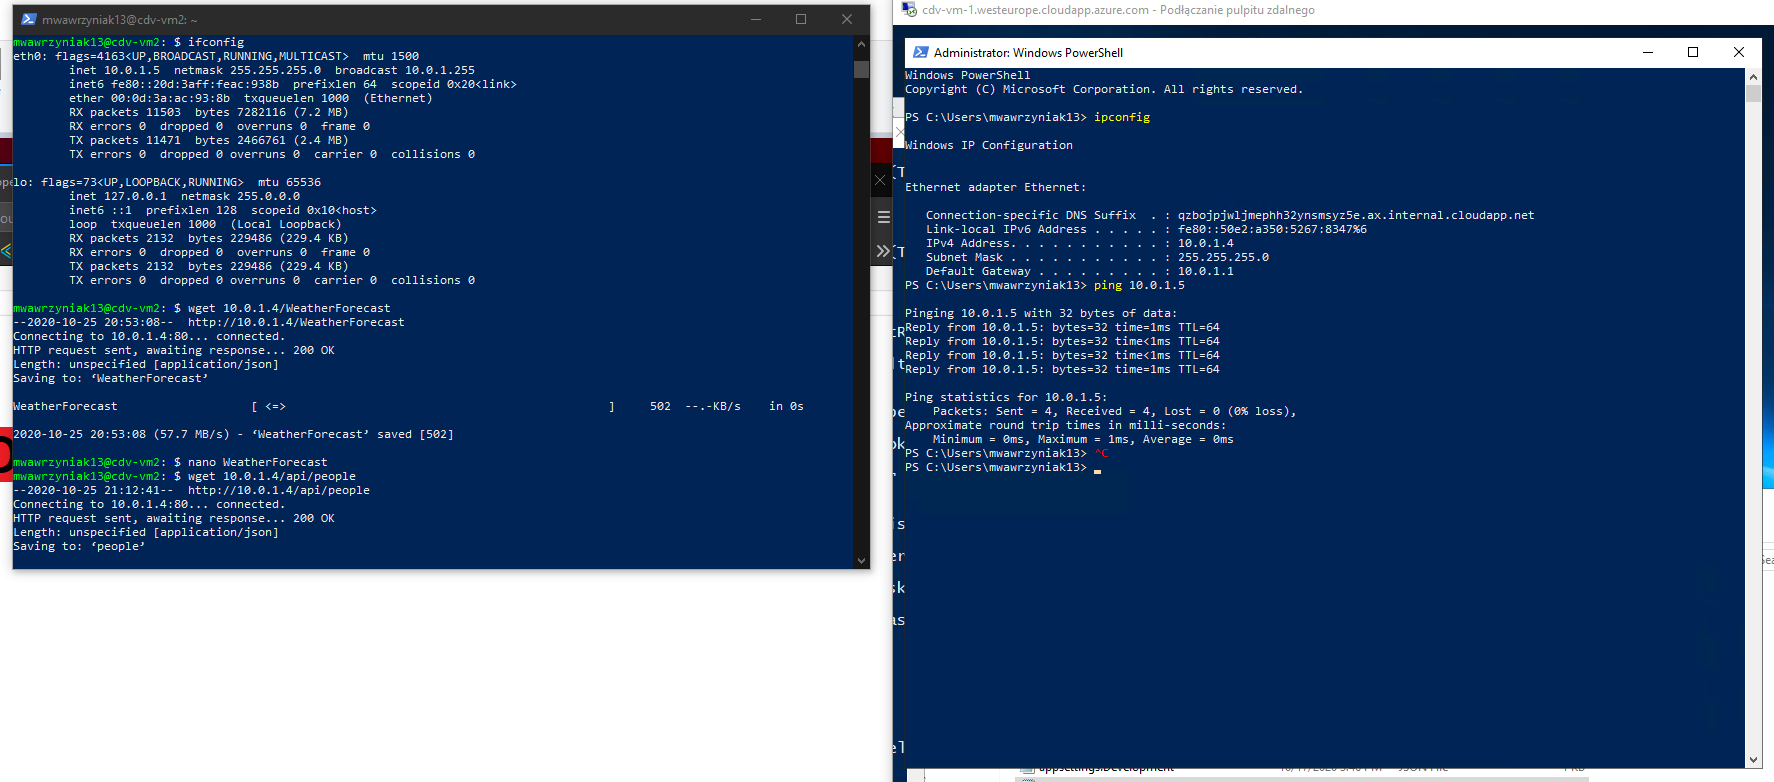 mwawrzyniak13@cdv-vm2: ~
mwawrzyniak13@cdv-vm2: $ ifconfig
eth0: flags=4163<UP,BROADCAST,RUNNING,MULTICAST>  mtu 1500
        inet 10.0.1.5  netmask 255.255.255.0  broadcast 10.0.1.255
        inet6 fe80::20d:3aff:feac:938b  prefixlen 64  scopeid 0x20<link>
        ether 00:0d:3a:ac:93:8b  txqueuelen 1000  (Ethernet)
        RX packets 11503  bytes 7282116 (7.2 MB)
        RX errors 0  dropped 0  overruns 0  frame 0
        TX packets 11471  bytes 2466761 (2.4 MB)
        TX errors 0  dropped 0 overruns 0  carrier 0  collisions 0
lo: flags=73<UP,LOOPBACK,RUNNING>  mtu 65536
        inet 127.0.0.1  netmask 255.0.0.0
        inet6 ::1  prefixlen 128  scopeid 0x10<host>
        loop  txqueuelen 1000  (Local Loopback)
        RX packets 2132  bytes 229486 (229.4 KB)
        RX errors 0  dropped 0  overruns 0  frame 0
        TX packets 2132  bytes 229486 (229.4 KB)
        TX errors 0  dropped 0 overruns 0  carrier 0  collisions 0
mwawrzyniak13@cdv-vm2: $ wget 10.0.1.4/WeatherForecast
--2020-10-25 20:53:08--  http://10.0.1.4/WeatherForecast
Connecting to 10.0.1.4:80... connected.
HTTP request sent, awaiting response... 200 OK
Length: unspecified [application/json]
Saving to: ‘WeatherForecast’
WeatherForecast                   [ <=>                                              ]     502  --.-KB/s    in 0s
2020-10-25 20:53:08 (57.7 MB/s) - ‘WeatherForecast’ saved [502]
mwawrzyniak13@cdv-vm2: $ nano WeatherForecast
mwawrzyniak13@cdv-vm2: $ wget 10.0.1.4/api/people
--2020-10-25 21:12:41--  http://10.0.1.4/api/people
Connecting to 10.0.1.4:80... connected.
HTTP request sent, awaiting response... 200 OK
Length: unspecified [application/json]
Saving to: ‘people’
cdv-vm-1.westeurope.cloudapp.azure.com - Podłączanie pulpitu zdalnego
Administrator: Windows PowerShell
Windows PowerShell
Copyright (C) Microsoft Corporation. All rights reserved.
PS C:\Users\mwawrzyniak13> ipconfig
Windows IP Configuration
Ethernet adapter Ethernet:
   Connection-specific DNS Suffix  . : qzbojpjwljmephh32ynsmsyz5e.ax.internal.cloudapp.net
   Link-local IPv6 Address . . . . . : fe80::50e2:a350:5267:8347%6
   IPv4 Address. . . . . . . . . . . : 10.0.1.4
   Subnet Mask . . . . . . . . . . . : 255.255.255.0
   Default Gateway . . . . . . . . . : 10.0.1.1
PS C:\Users\mwawrzyniak13> ping 10.0.1.5
Pinging 10.0.1.5 with 32 bytes of data:
Reply from 10.0.1.5: bytes=32 time=1ms TTL=64
Reply from 10.0.1.5: bytes=32 time<1ms TTL=64
Reply from 10.0.1.5: bytes=32 time<1ms TTL=64
Reply from 10.0.1.5: bytes=32 time=1ms TTL=64
Ping statistics for 10.0.1.5:
    Packets: Sent = 4, Received = 4, Lost = 0 (0% loss),
Approximate round trip times in milli-seconds:
    Minimum = 0ms, Maximum = 1ms, Average = 0ms
PS C:\Users\mwawrzyniak13> ^C
PS C:\Users\mwawrzyniak13>
appsettings.Development